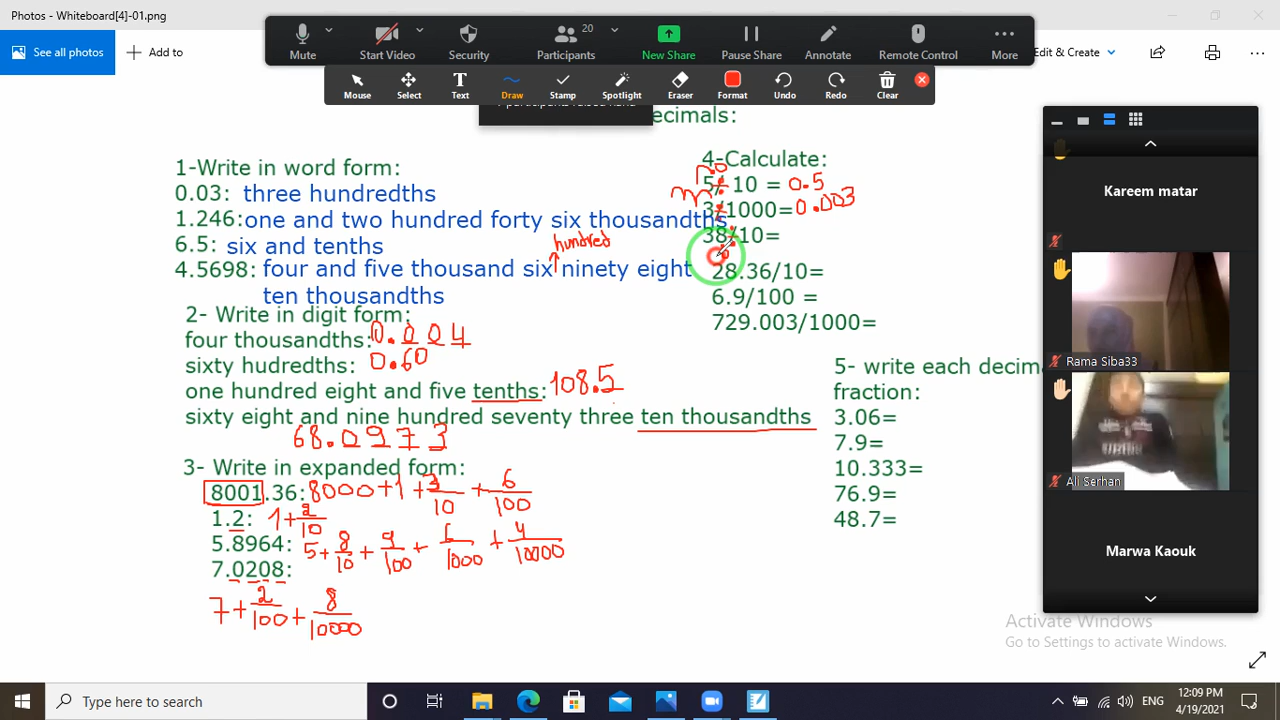 Photos - Whiteboard[4]-01.png
See all photos
Add to
Mute
Start Video
Security
20
Participants
New Share
Pause Share
Annotate
Remote Control
More
Edit & Create
Mouse
Select
Text
Draw
Stamp
Spotlight
Eraser
Format
Undo
Redo
Clear
ecimals:
1-Write in word form:
0.03: three hundredths
1.246: one and two hundred forty six thousandths
6.5: six and tenths
hundred
4.5698: four and five thousand six ninety eight
ten thousandths
2- Write in digit form:
four thousandths: 0.004
sixty hudredths: 0.60
one hundred eight and five tenths: 108.5
sixty eight and nine hundred seventy three ten thousandths
68.0973
3- Write in expanded form:
8001.36: 8000+1+3/10+6/100
1.2: 1+2/10
5.8964: 5+8/10+9/100+6/1000+4/10000
7.0208:
7+2/100+8/10000
4-Calculate:
5/10 = 0.5
3/1000= 0.003
38/10=
28.36/10=
6.9/100 =
729.003/1000=
5- write each decima
fraction:
3.06=
7.9=
10.333=
76.9=
48.7=
Kareem matar
Rama Siba33
Ali Serhan
Marwa Kaouk
Activate Windows
Go to Settings to activate Windows.
Type here to search
ENG
12:09 PM
4/19/2021